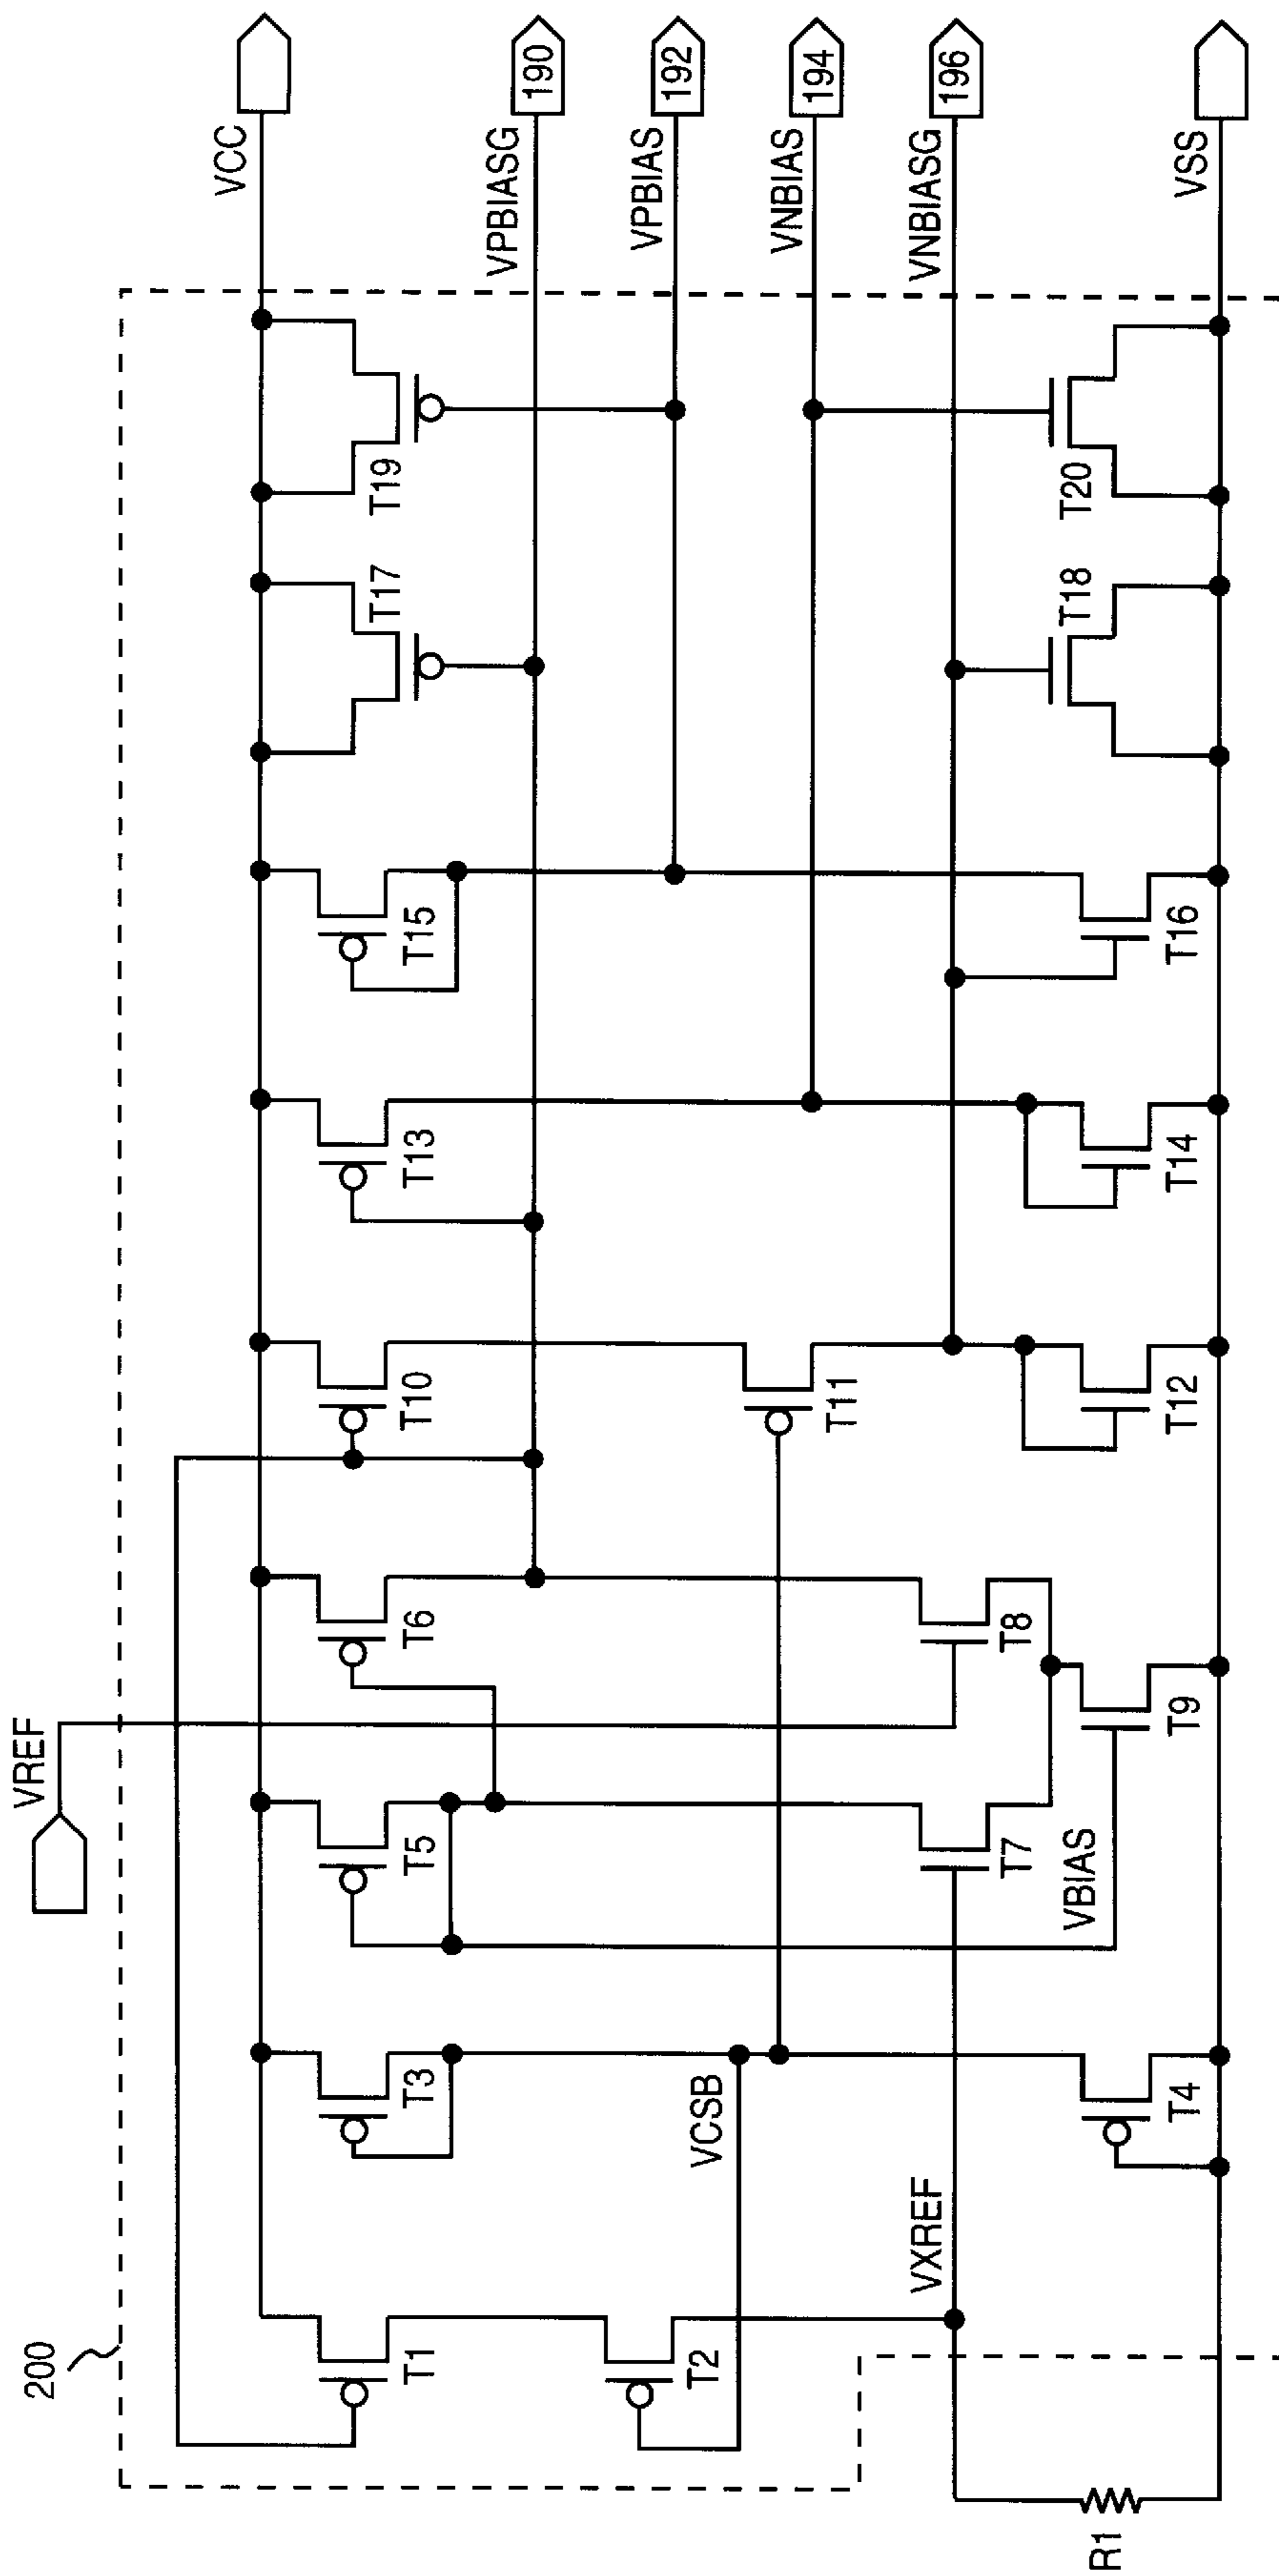 200
VREF
VCC
VPBIASG
190
VPBIAS
192
VNBIAS
194
VNBIASG
196
VSS
T1
T2
T3
T4
T5
T6
T7
T8
T9
T10
T11
T12
T13
T14
T15
T16
T17
T18
T19
T20
VCSB
VXREF
VBIAS
R1